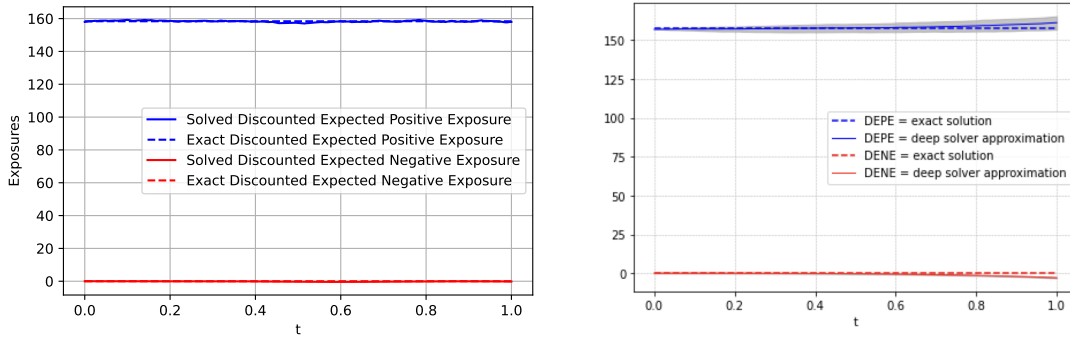 160
140
120
100
80
60
40
20
0
Exposures
Solved Discounted Expected Positive Exposure
Exact Discounted Expected Positive Exposure
Solved Discounted Expected Negative Exposure
Exact Discounted Expected Negative Exposure
0.0 0.2 0.4 0.6 0.8 1.0
t
150
125
100
75
50
25
0
DEPE = exact solution
DEPE = deep solver approximation
DENE = exact solution
DENE = deep solver approximation
0.0 0.2 0.4 0.6 0.8 1.0
t